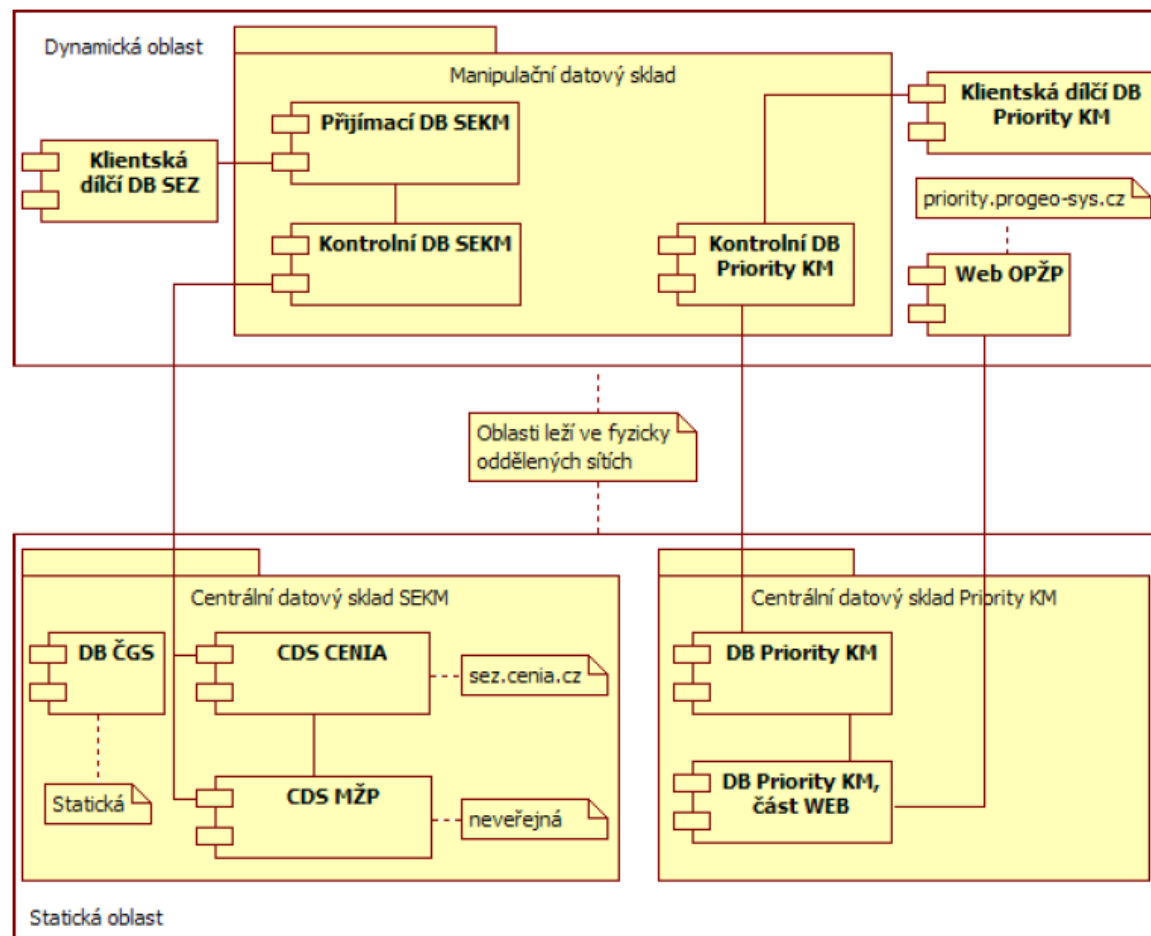 Dynamická oblast
Manipulační datový sklad
Přijímací DB SEKM
Klientská dílčí DB
Priority KM
Klientská
dílčí DB SEZ
priority.progeo-sys.cz
Kontrolní DB SEKM
Kontrolní DB
Priority KM
Web OPŽP
Oblasti leží ve fyzicky
oddělených sítích
Centrální datový sklad SEKM
Centrální datový sklad Priority KM
DB ČGS
CDS CENIA
sez.cenia.cz
DB Priority KM
Statická
CDS MŽP
neveřejná
DB Priority KM,
část WEB
Statická oblast